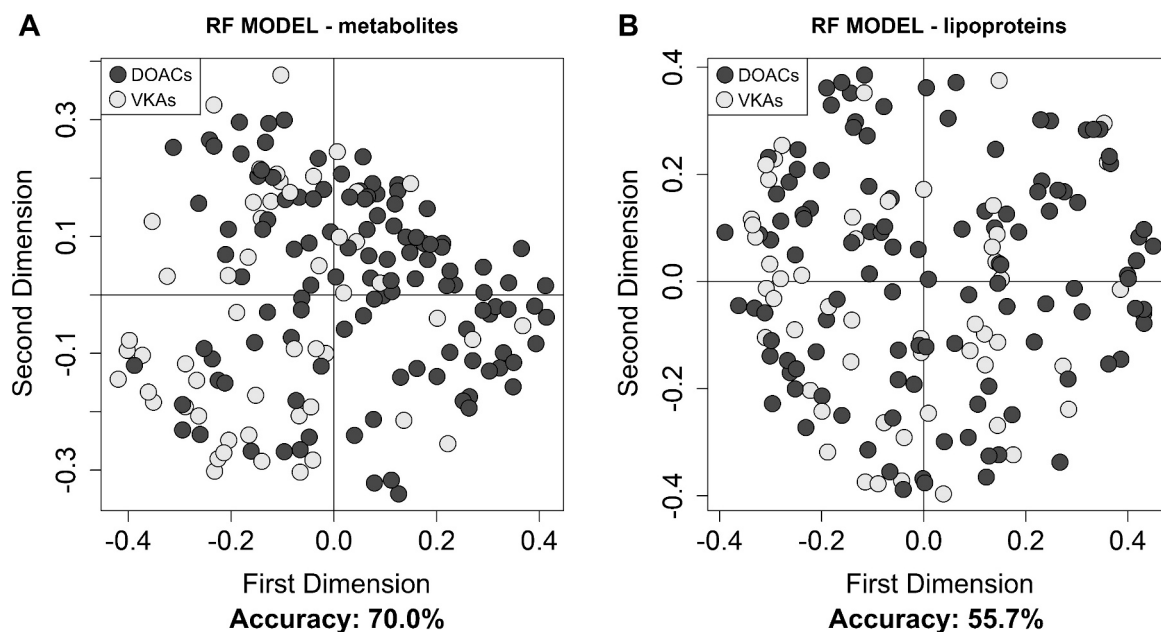 A
RF MODEL - metabolites
DOACs
VKAs
Second Dimension
0.3
0.1
-0.1
-0.3
-0.4
-0.2
0.0
0.2
0.4
First Dimension
Accuracy: 70.0%
B
RF MODEL - lipoproteins
DOACs
VKAs
Second Dimension
0.4
0.2
0.0
-0.2
-0.4
-0.4
-0.2
0.0
0.2
0.4
First Dimension
Accuracy: 55.7%